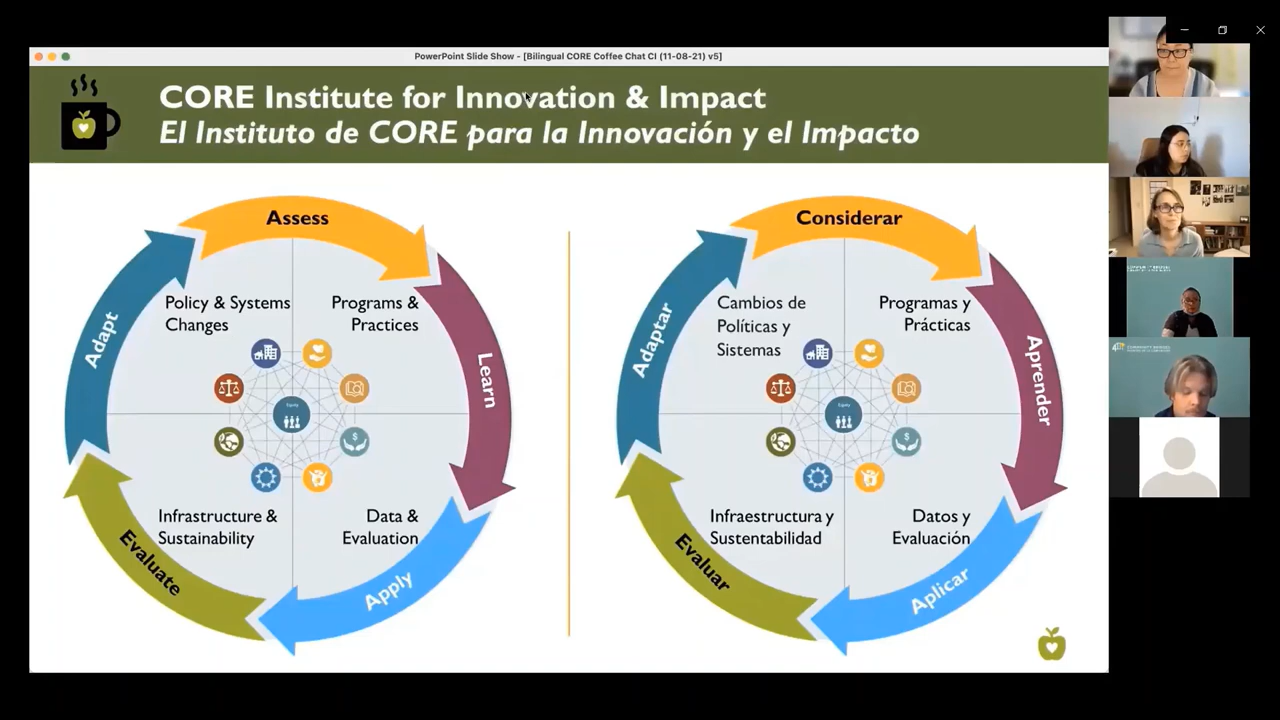 PowerPoint Slide Show - [Bilingual CORE Coffee Chat CI (11-08-21) v5]
CORE Institute for Innovation & Impact
El Instituto de CORE para la Innovación y el Impacto
Assess
Adapt
Policy & Systems
Changes
Programs &
Practices
Learn
Equity
Infrastructure &
Sustainability
Data &
Evaluation
Evaluate
Apply
Considerar
Adaptar
Cambios de
Políticas y
Sistemas
Programas y
Prácticas
Aprender
Equity
Infraestructura y
Sustentabilidad
Datos y
Evaluación
Evaluar
Aplicar